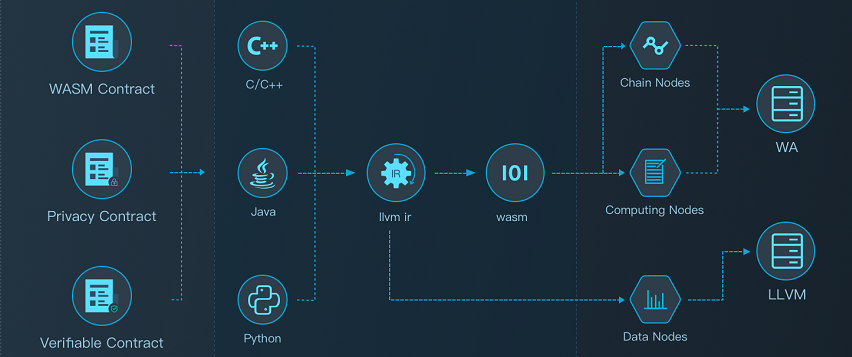 WASM Contract
Privacy Contract
Verifiable Contract
C++
C/C++
Java
Python
IR
llvm ir
101
wasm
Chain Nodes
Computing Nodes
Data Nodes
WA
LLVM